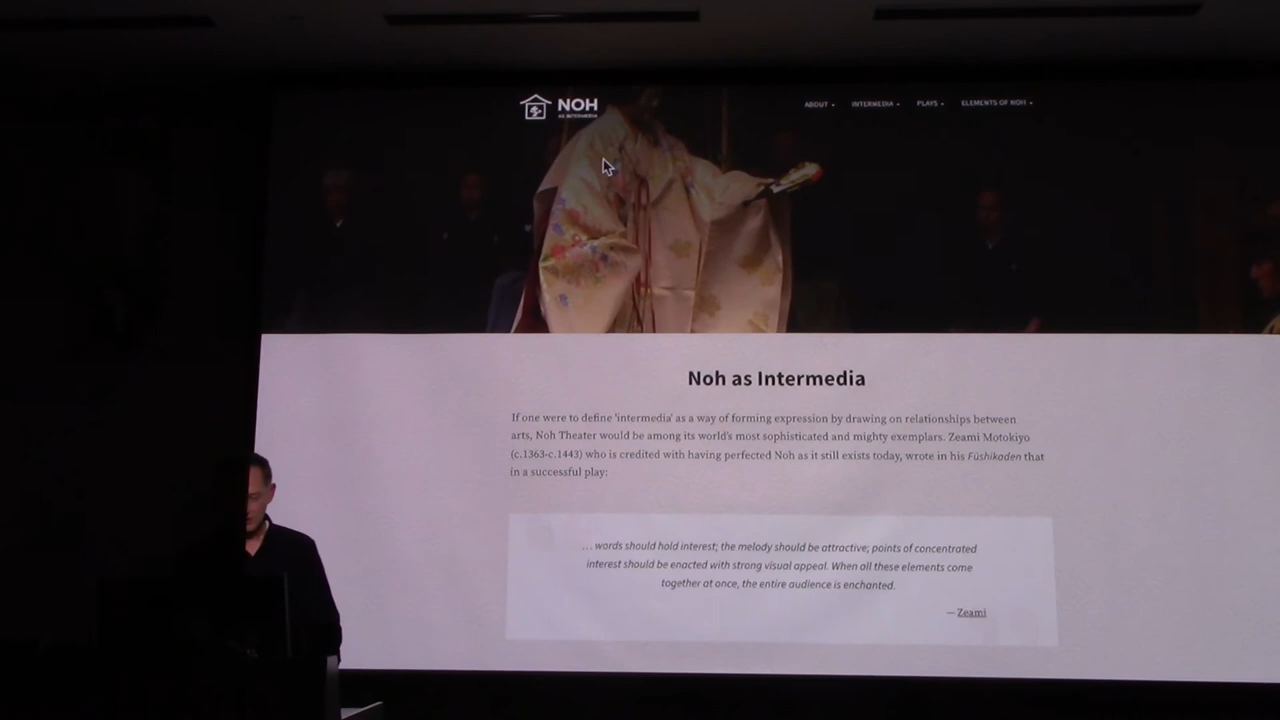 NOH
AS INTERMEDIA
ABOUT
INTERMEDIA
PLAYS
ELEMENTS OF NOH
Noh as Intermedia
If one were to define 'intermedia' as a way of forming expression by drawing on relationships between
arts, Noh Theater would be among its world's most sophisticated and mighty exemplars. Zeami Motokiyo
(c.1363-c.1443) who is credited with having perfected Noh as it still exists today, wrote in his Fūshikaden that
in a successful play:
... words should hold interest; the melody should be attractive; points of concentrated
interest should be enacted with strong visual appeal. When all these elements come
together at once, the entire audience is enchanted.
— Zeami